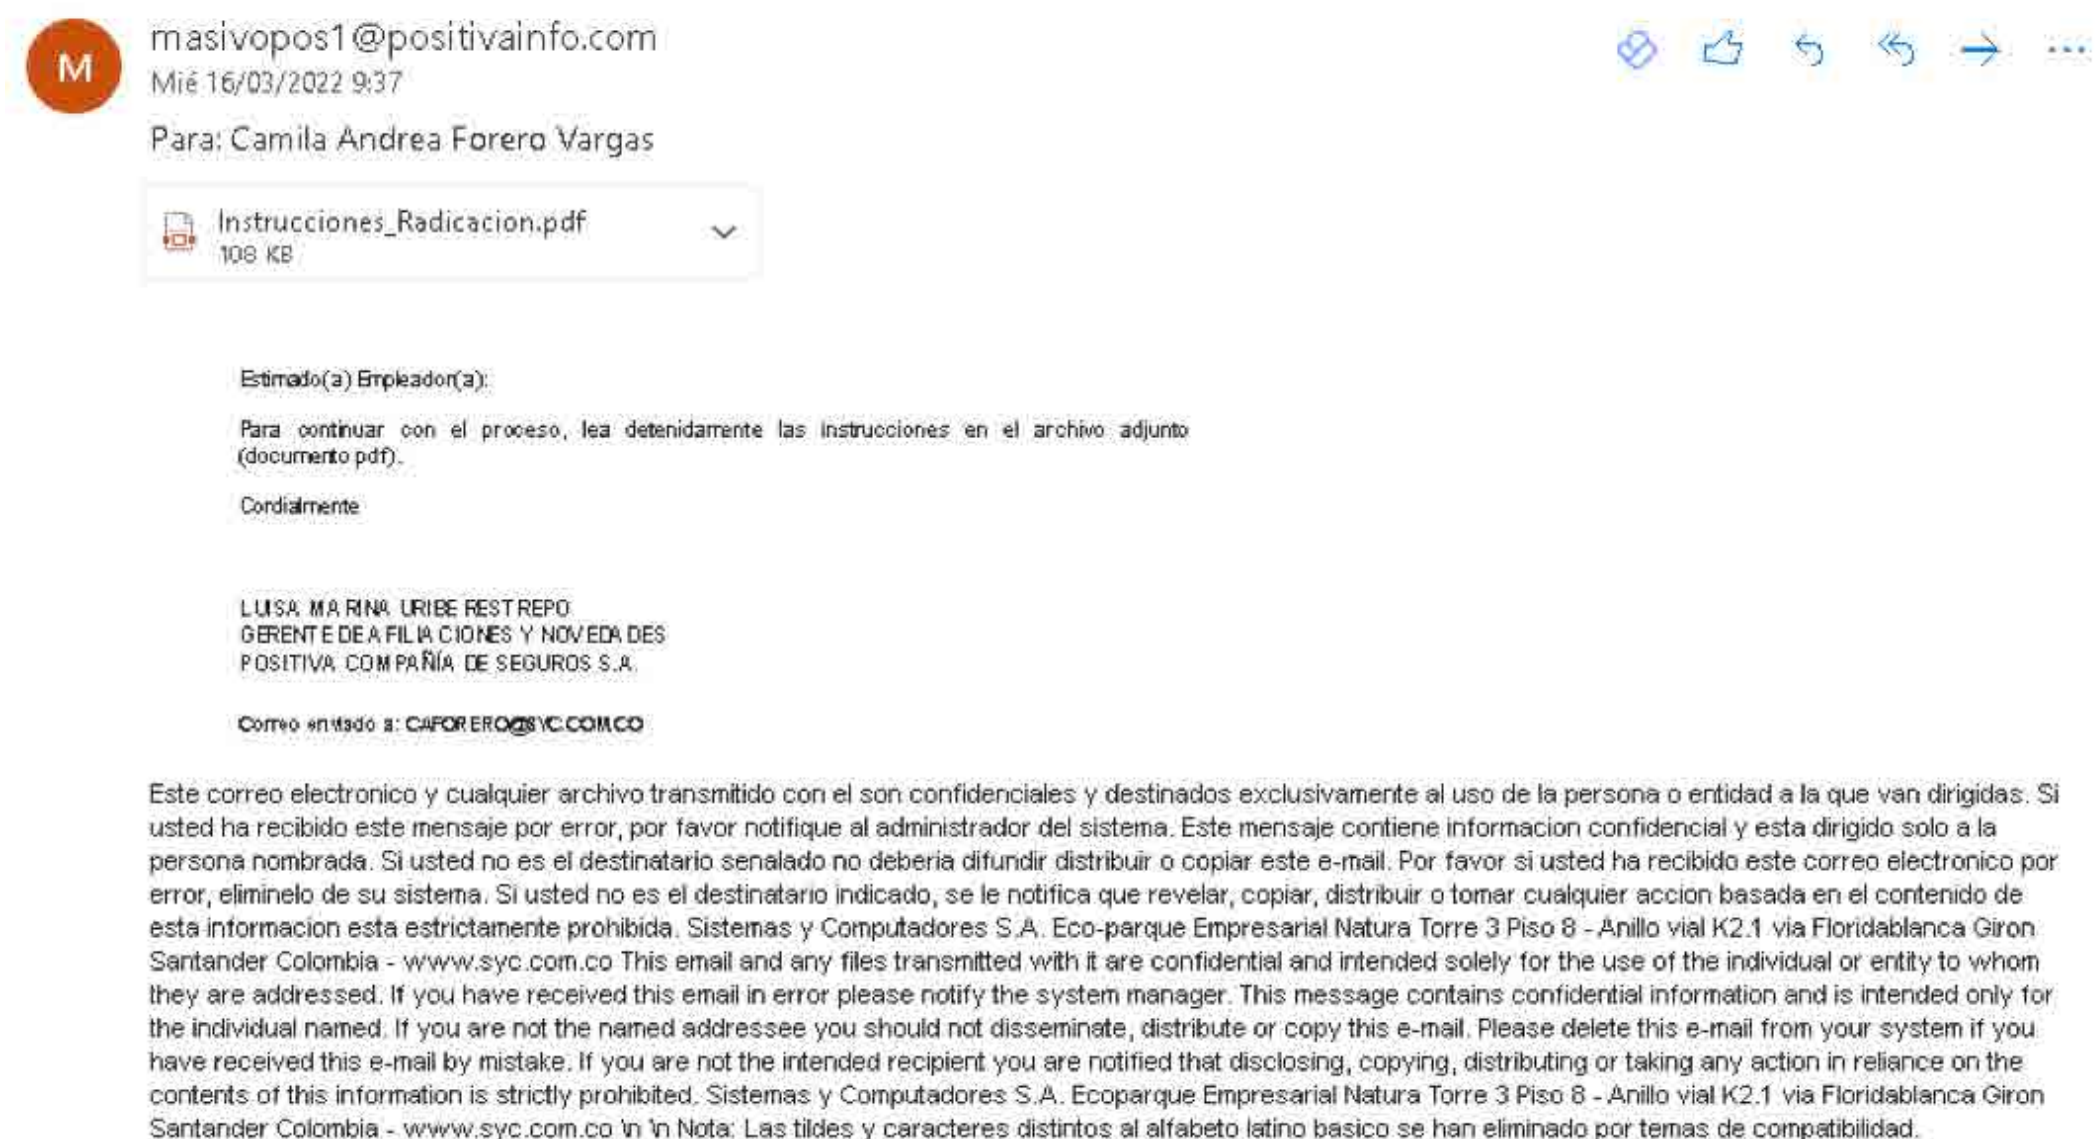 M
masivopos1@positivainfo.com
Mié 16/03/2022 9:37
Para: Camila Andrea Forero Vargas
Instrucciones_Radicacion.pdf
108 KB
Estimado(a) Empleador(a):
Para continuar con el proceso, lea detenidamente las instrucciones en el archivo adjunto
(documento pdf).
Cordialmente
LUISA MARINA URIBE RESTREPO
GERENTE DE AFILIACIONES Y NOVEDADES
POSITIVA COMPAÑÍA DE SEGUROS S.A.
Correo enviado a: CAFORERO@SYC.COM.CO
Este correo electronico y cualquier archivo transmitido con el son confidenciales y destinados exclusivamente al uso de la persona o entidad a la que van dirigidas. Si
usted ha recibido este mensaje por error, por favor notifique al administrador del sistema. Este mensaje contiene informacion confidencial y esta dirigido solo a la
persona nombrada. Si usted no es el destinatario senalado no deberia difundir distribuir o copiar este e-mail. Por favor si usted ha recibido este correo electronico por
error, eliminelo de su sistema. Si usted no es el destinatario indicado, se le notifica que revelar, copiar, distribuir o tomar cualquier accion basada en el contenido de
esta informacion esta estrictamente prohibida. Sistemas y Computadores S.A. Eco-parque Empresarial Natura Torre 3 Piso 8 - Anillo vial K2.1 via Floridablanca Giron
Santander Colombia - www.syc.com.co This email and any files transmitted with it are confidential and intended solely for the use of the individual or entity to whom
they are addressed. If you have received this email in error please notify the system manager. This message contains confidential information and is intended only for
the individual named. If you are not the named addressee you should not disseminate, distribute or copy this e-mail. Please delete this e-mail from your system if you
have received this e-mail by mistake. If you are not the intended recipient you are notified that disclosing, copying, distributing or taking any action in reliance on the
contents of this information is strictly prohibited. Sistemas y Computadores S.A. Ecoparque Empresarial Natura Torre 3 Piso 8 - Anillo vial K2.1 via Floridablanca Giron
Santander Colombia - www.syc.com.co \n \n Nota: Las tildes y caracteres distintos al alfabeto latino basico se han eliminado por temas de compatibilidad.